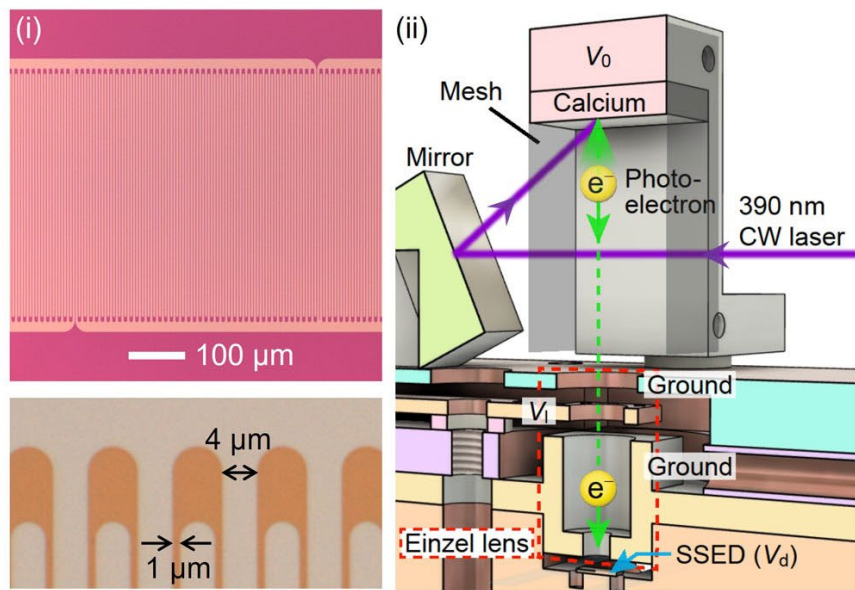 (i)
100 µm
4 µm
1 µm
(ii)
V0
Calcium
Mesh
Mirror
e−
Photo-
electron
390 nm
CW laser
Ground
VI
Ground
e−
Einzel lens
SSED (Vd)